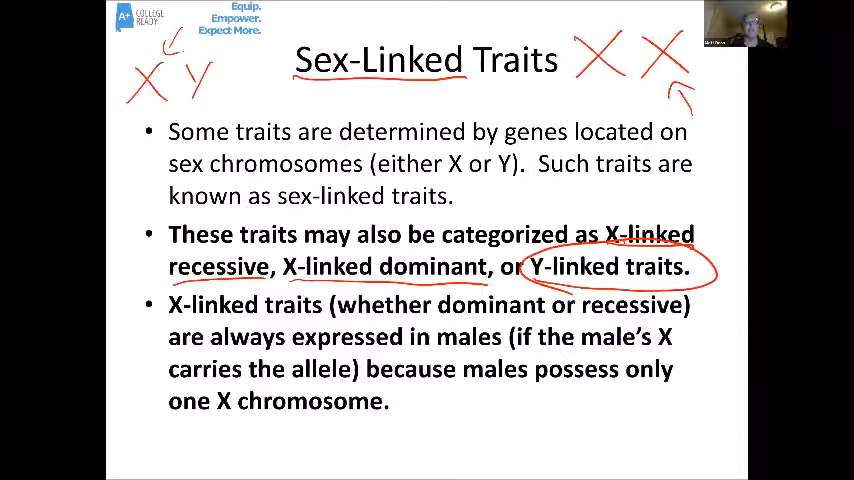 A+ COLLEGE READY
Equip.
Empower.
Expect More.
X Y
Sex-Linked Traits
X X
• Some traits are determined by genes located on
sex chromosomes (either X or Y). Such traits are
known as sex-linked traits.
• These traits may also be categorized as X-linked
recessive, X-linked dominant, or Y-linked traits.
• X-linked traits (whether dominant or recessive)
are always expressed in males (if the male's X
carries the allele) because males possess only
one X chromosome.